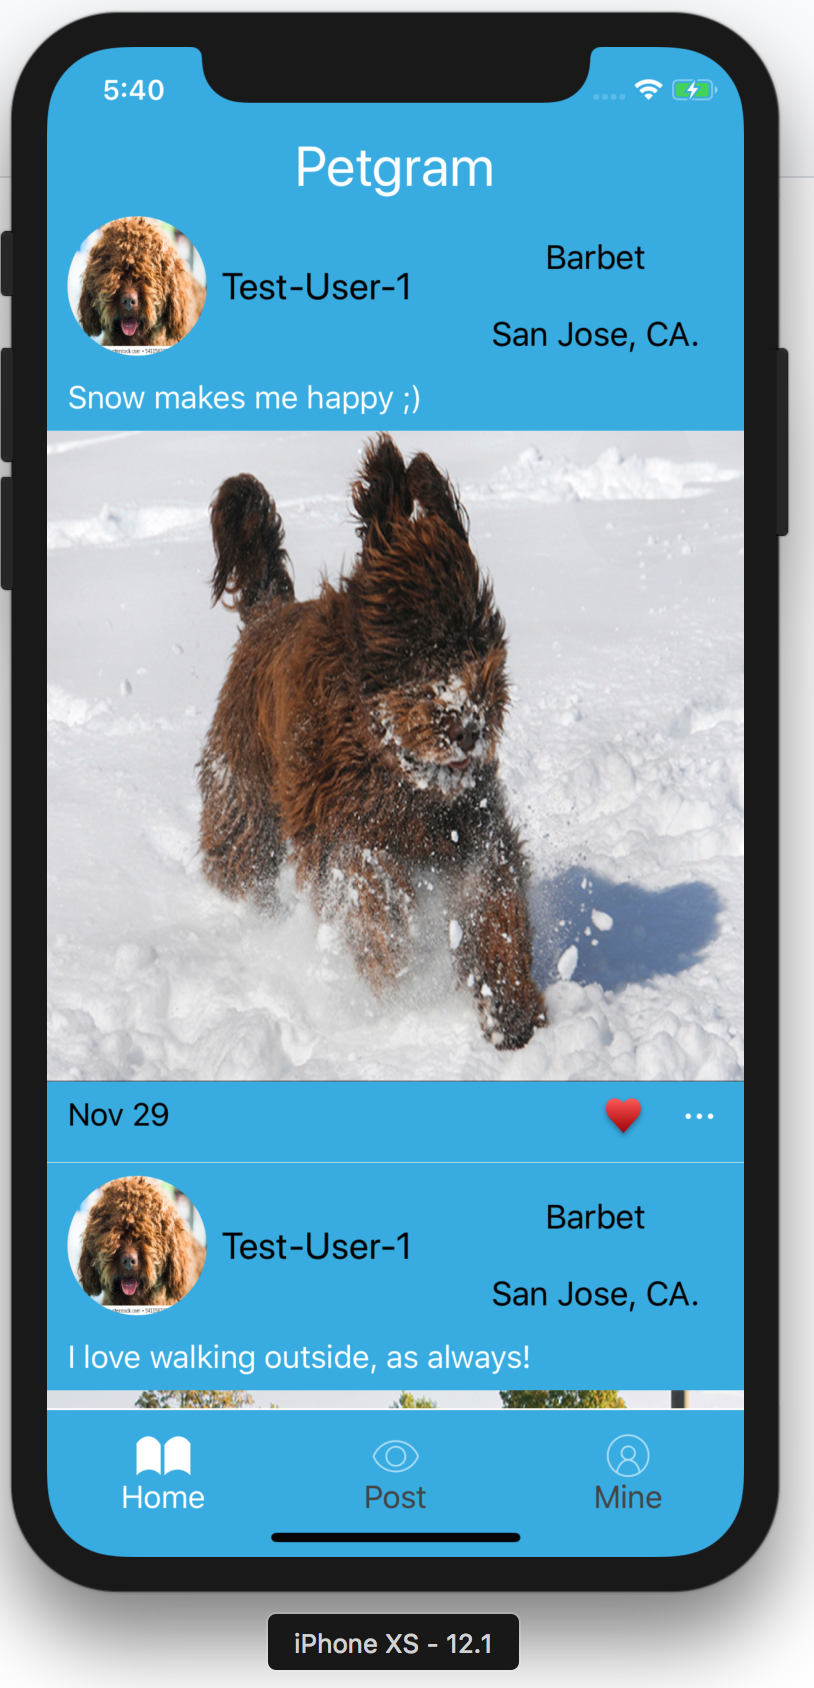 5:40
Petgram
Test-User-1
Barbet
San Jose, CA.
Snow makes me happy ;)
Nov 29
...
Test-User-1
Barbet
San Jose, CA.
I love walking outside, as always!
Home
Post
Mine
iPhone XS - 12.1